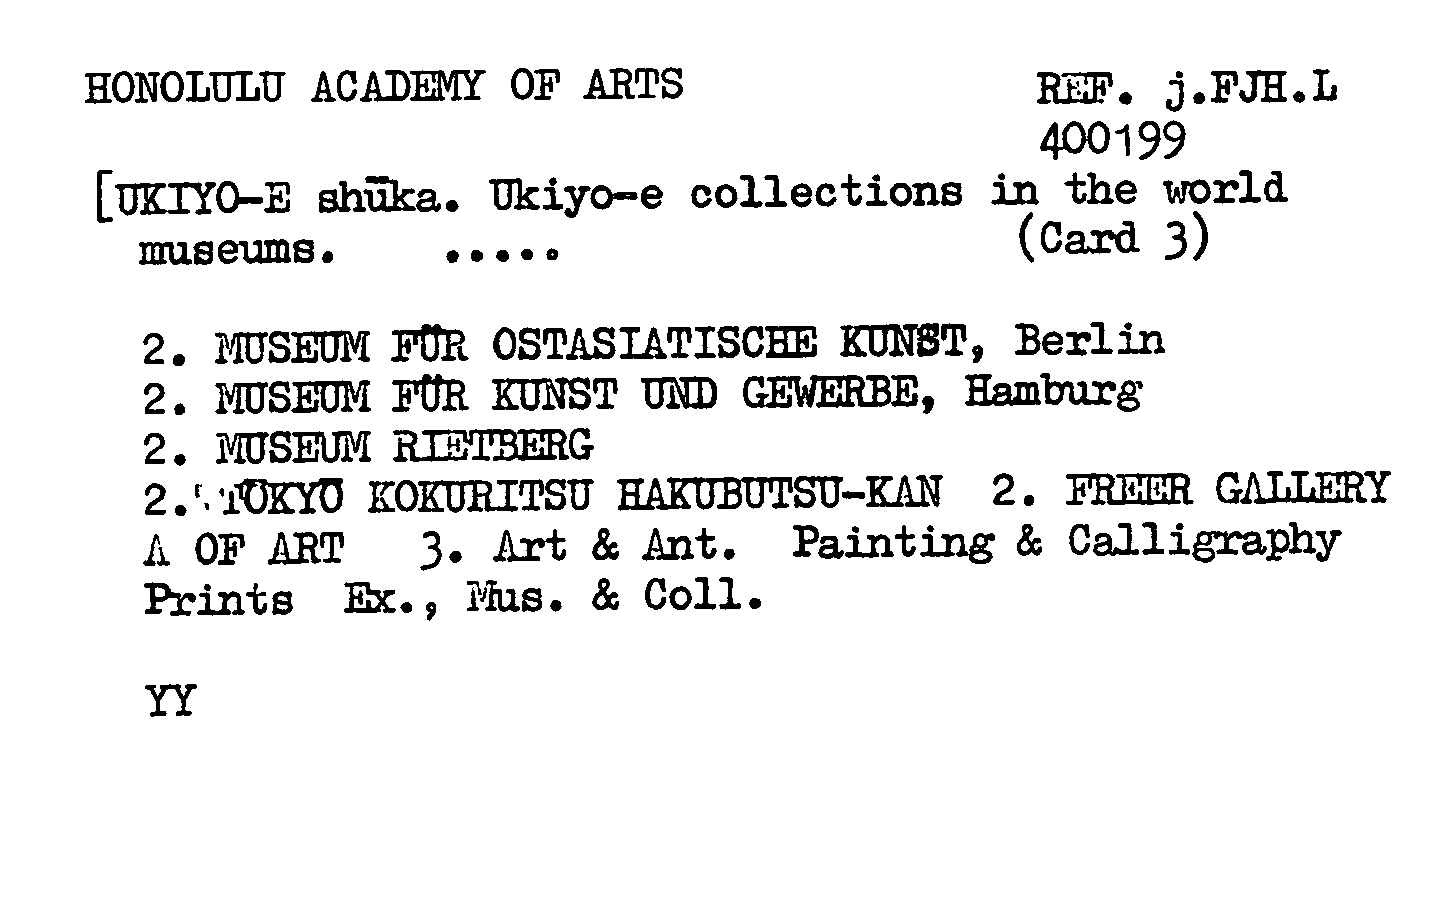 HONOLULU ACADEMY OF ARTS REF. j.FJH.L
400199
[UKIYO-E shūka. Ukiyo-e collections in the world
museums. ..... (Card 3)
2. MUSEUM FÜR OSTASIATISCHE KUNST, Berlin
2. MUSEUM FÜR KUNST UND GEWERBE, Hamburg
2. MUSEUM RIETBERG
2. TŌKYŌ KOKURITSU HAKUBUTSU-KAN 2. FREER GALLERY
A OF ART 3. Art & Ant. Painting & Calligraphy
Prints Ex., Mus. & Coll.
YY